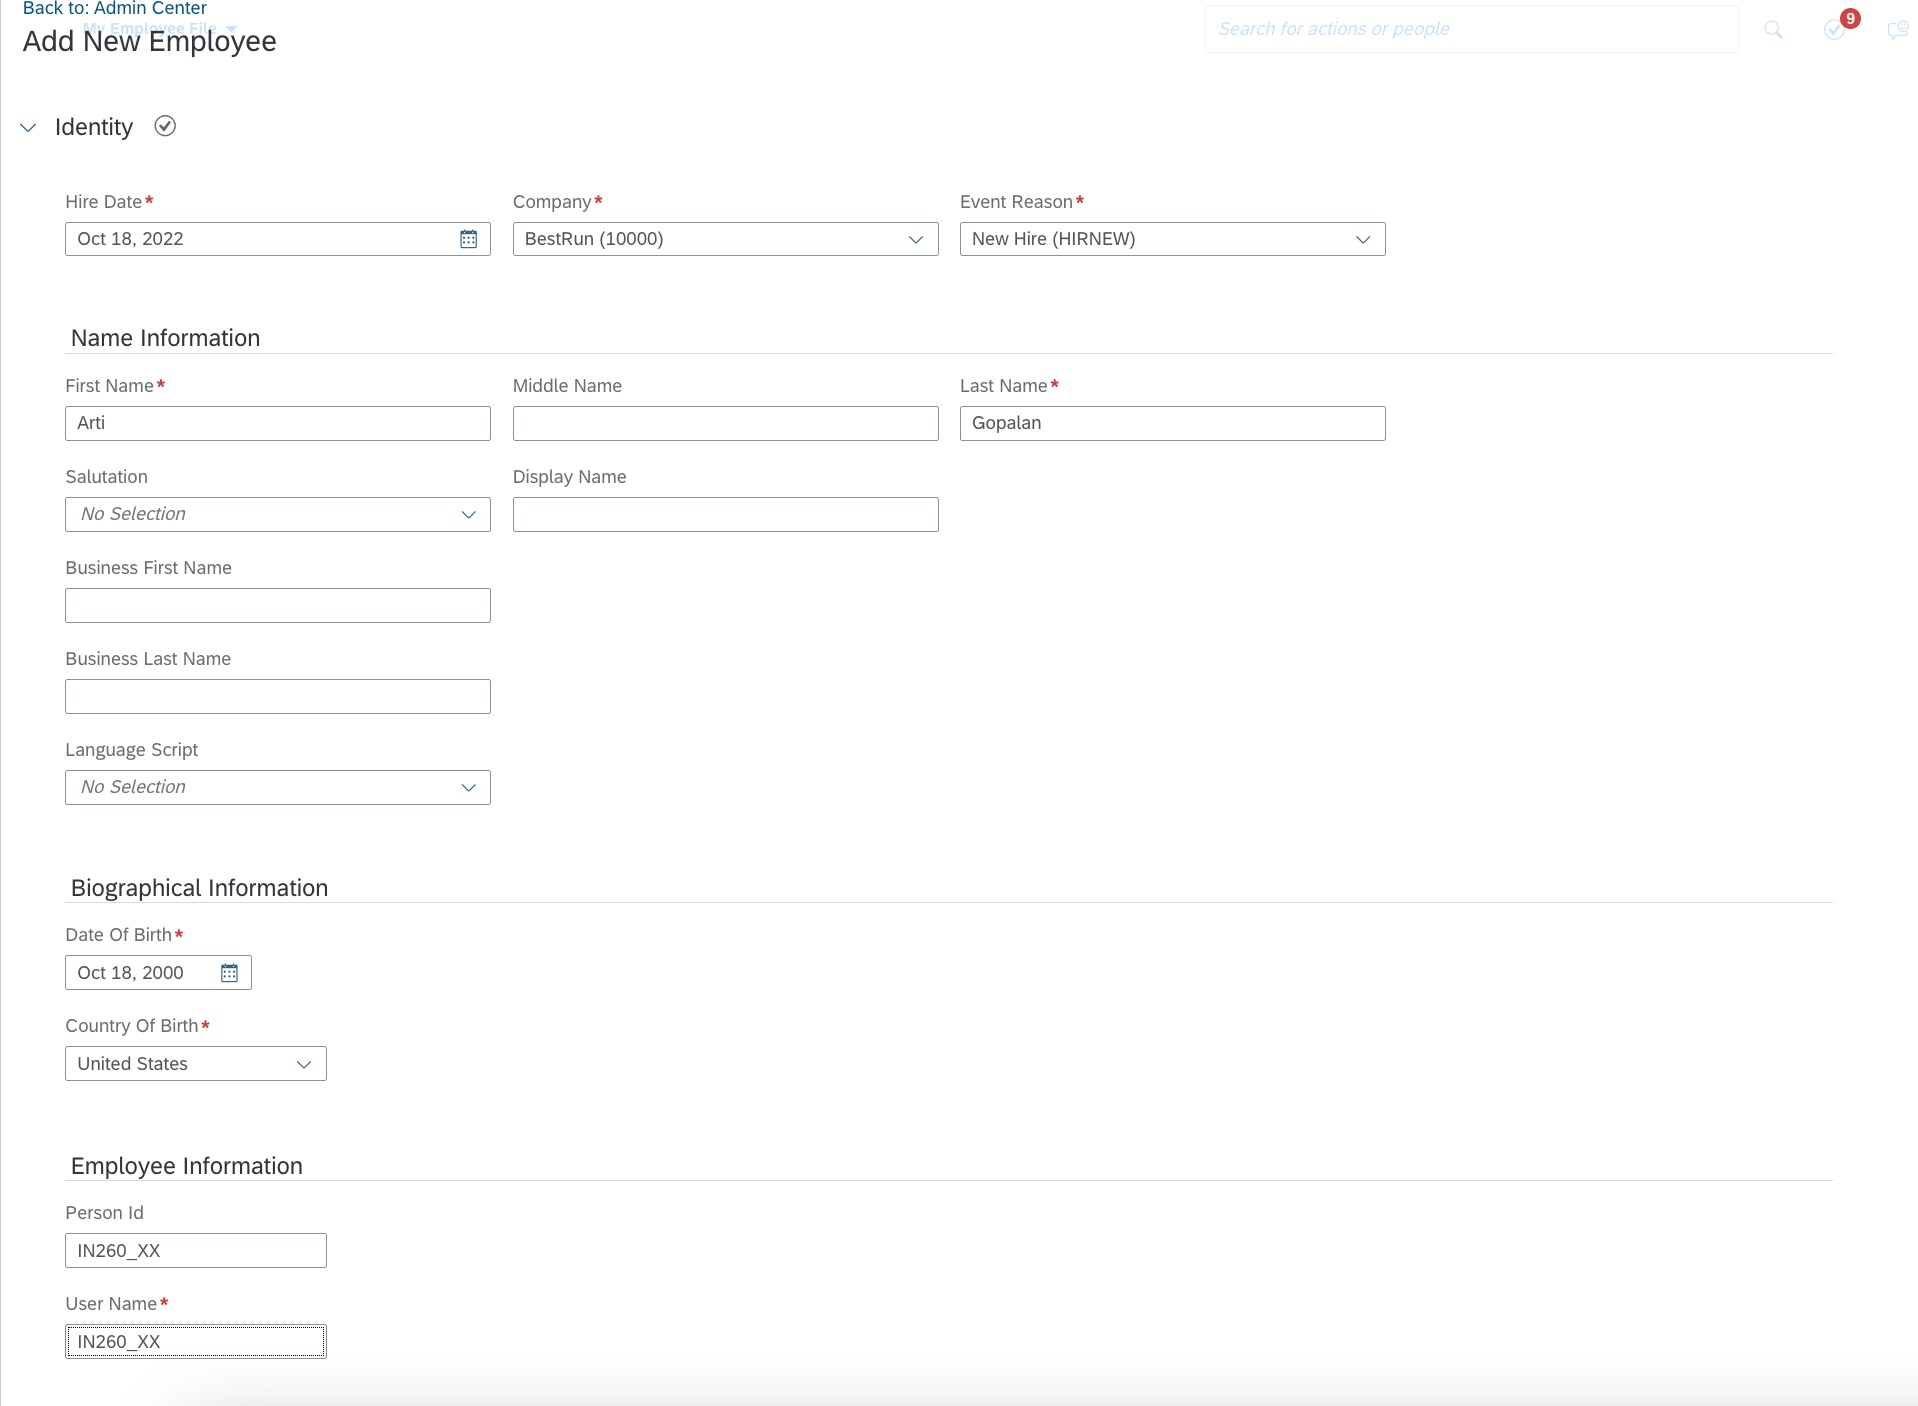 Back to: Admin Center
My Employee File
Search for actions or people
9
Add New Employee
Identity
Hire Date*
Company*
Event Reason*
Oct 18, 2022
BestRun (10000)
New Hire (HIRNEW)
Name Information
First Name*
Middle Name
Last Name*
Arti
Gopalan
Salutation
Display Name
No Selection
Business First Name
Business Last Name
Language Script
No Selection
Biographical Information
Date Of Birth*
Oct 18, 2000
Country Of Birth*
United States
Employee Information
Person Id
IN260_XX
User Name*
IN260_XX